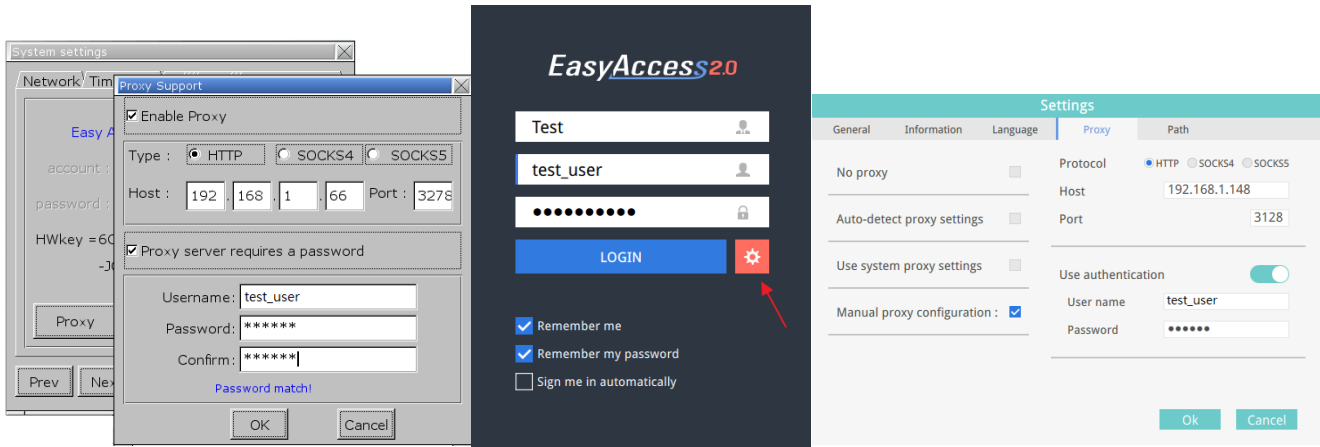 System settings
Network
Proxy Support
Enable Proxy
Type : HTTP SOCKS4 SOCKS5
Host : 192 . 168 . 1 . 66 Port : 3278
account :
password :
HWkey =
Proxy server requires a password
Username: test_user
Password: ******
Confirm: ******
Password match!
Proxy
Prev
OK Cancel
EasyAccess2.0
Test
test_user
●●●●●●●●●●
LOGIN
Remember me
Remember my password
Sign me in automatically
Settings
General Information Language Proxy Path
No proxy
Auto-detect proxy settings
Use system proxy settings
Manual proxy configuration :
Protocol HTTP SOCKS4 SOCKS5
Host 192.168.1.148
Port 3128
Use authentication
User name test_user
Password ●●●●●●
Ok Cancel